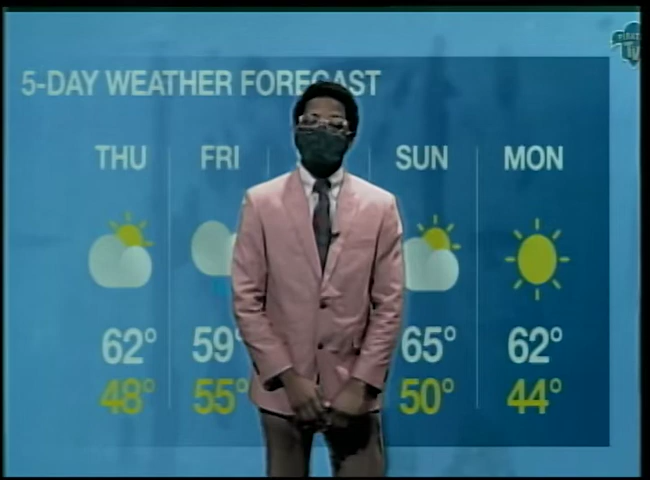 5-DAY WEATHER FORECAST
THU FRI SUN MON
62° 59° 65° 62°
48° 55° 50° 44°